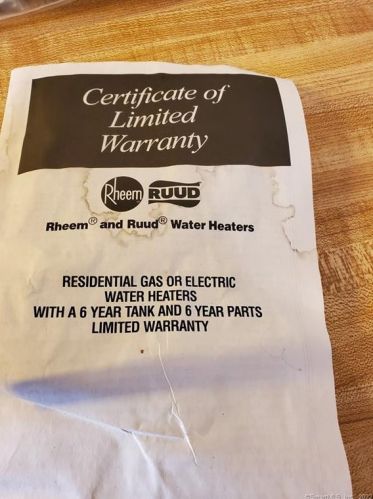 Certificate of
Limited
Warranty
Rheem RUUD
Rheem® and Ruud® Water Heaters
RESIDENTIAL GAS OR ELECTRIC
WATER HEATERS
WITH A 6 YEAR TANK AND 6 YEAR PARTS
LIMITED WARRANTY